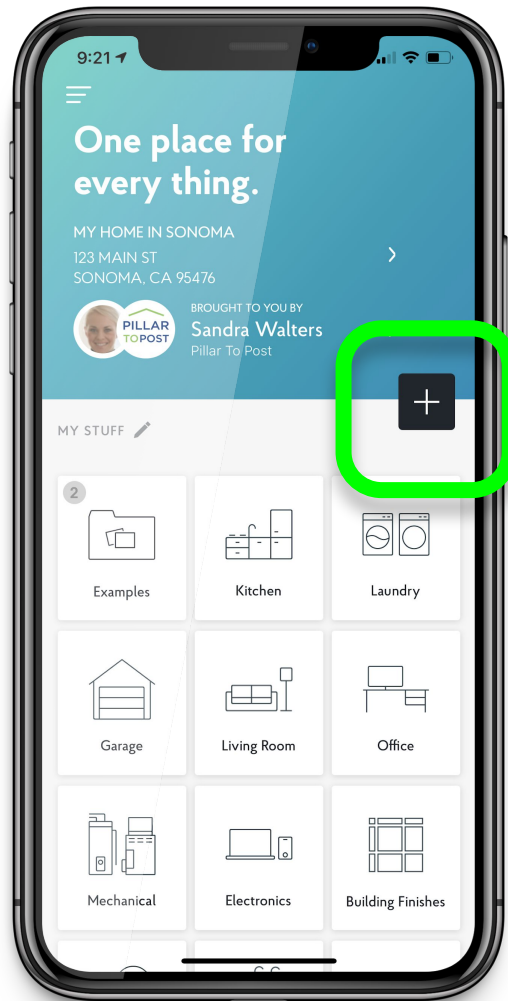 9:21
One place for
every thing.
MY HOME IN SONOMA
123 MAIN ST
SONOMA, CA 95476
PILLAR
TOPOST
BROUGHT TO YOU BY
Sandra Walters
Pillar To Post
MY STUFF
2
Examples
Kitchen
Laundry
Garage
Living Room
Office
Mechanical
Electronics
Building Finishes